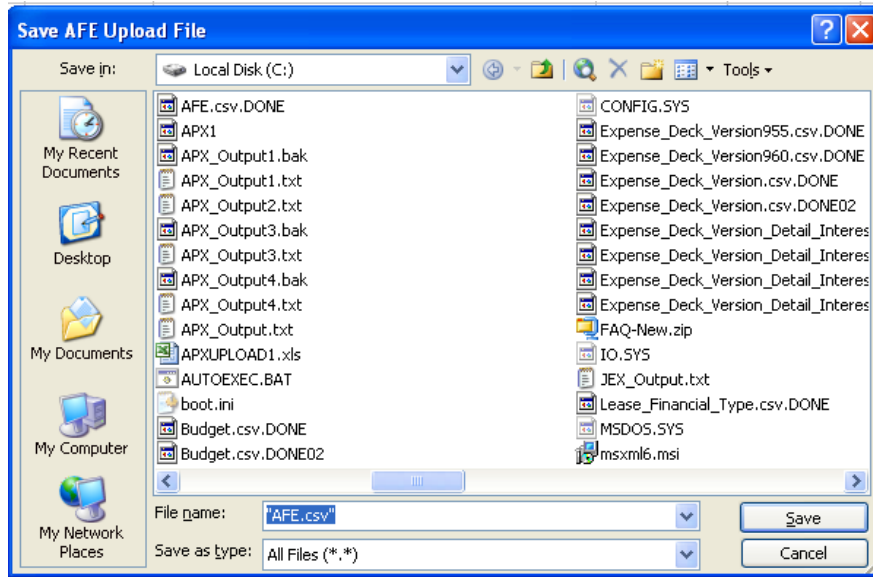 Save AFE Upload File
Save in:
Local Disk (C:)
Tools
My Recent
Documents
Desktop
My Documents
My Computer
My Network
Places
AFE.csv.DONE
APX1
APX_Output1.bak
APX_Output1.txt
APX_Output2.txt
APX_Output3.bak
APX_Output3.txt
APX_Output4.bak
APX_Output4.txt
APX_Output.txt
APXUPLOAD1.xls
AUTOEXEC.BAT
boot.ini
Budget.csv.DONE
Budget.csv.DONE02
CONFIG.SYS
Expense_Deck_Version955.csv.DONE
Expense_Deck_Version960.csv.DONE
Expense_Deck_Version.csv.DONE
Expense_Deck_Version.csv.DONE02
Expense_Deck_Version_Detail_Interes
Expense_Deck_Version_Detail_Interes
Expense_Deck_Version_Detail_Interes
Expense_Deck_Version_Detail_Interes
FAQ-New.zip
IO.SYS
JEX_Output.txt
Lease_Financial_Type.csv.DONE
MSDOS.SYS
msxml6.msi
File name:
"AFE.csv"
Save
Save as type:
All Files (*.*)
Cancel